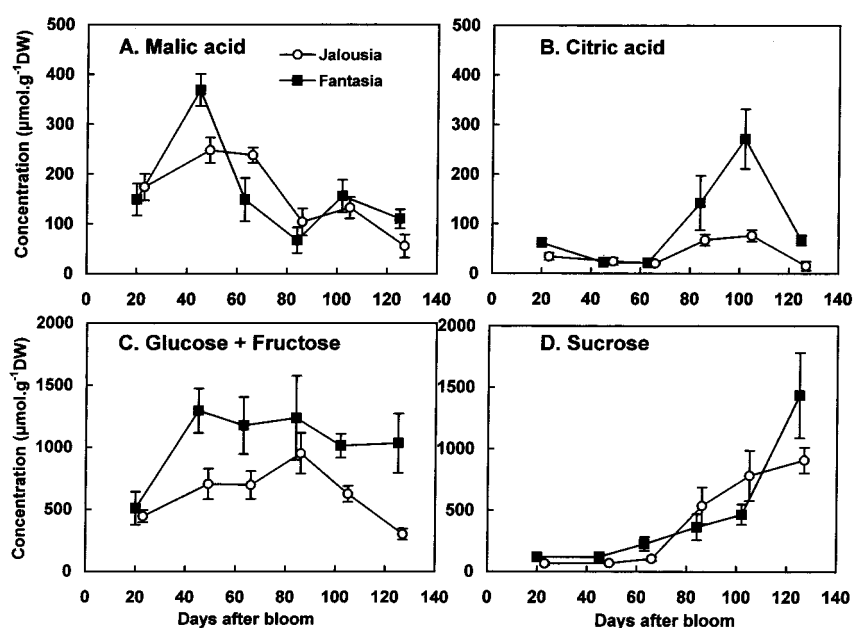 A. Malic acid
Jalousia
Fantasia
Concentration (µmol.g-1DW)
500
400
300
200
100
0
0 20 40 60 80 100 120 140
B. Citric acid
500
400
300
200
100
0
0 20 40 60 80 100 120 140
C. Glucose + Fructose
Concentration (µmol.g-1DW)
2000
1500
1000
500
0
0 20 40 60 80 100 120 140
Days after bloom
D. Sucrose
2000
1500
1000
500
0
0 20 40 60 80 100 120 140
Days after bloom